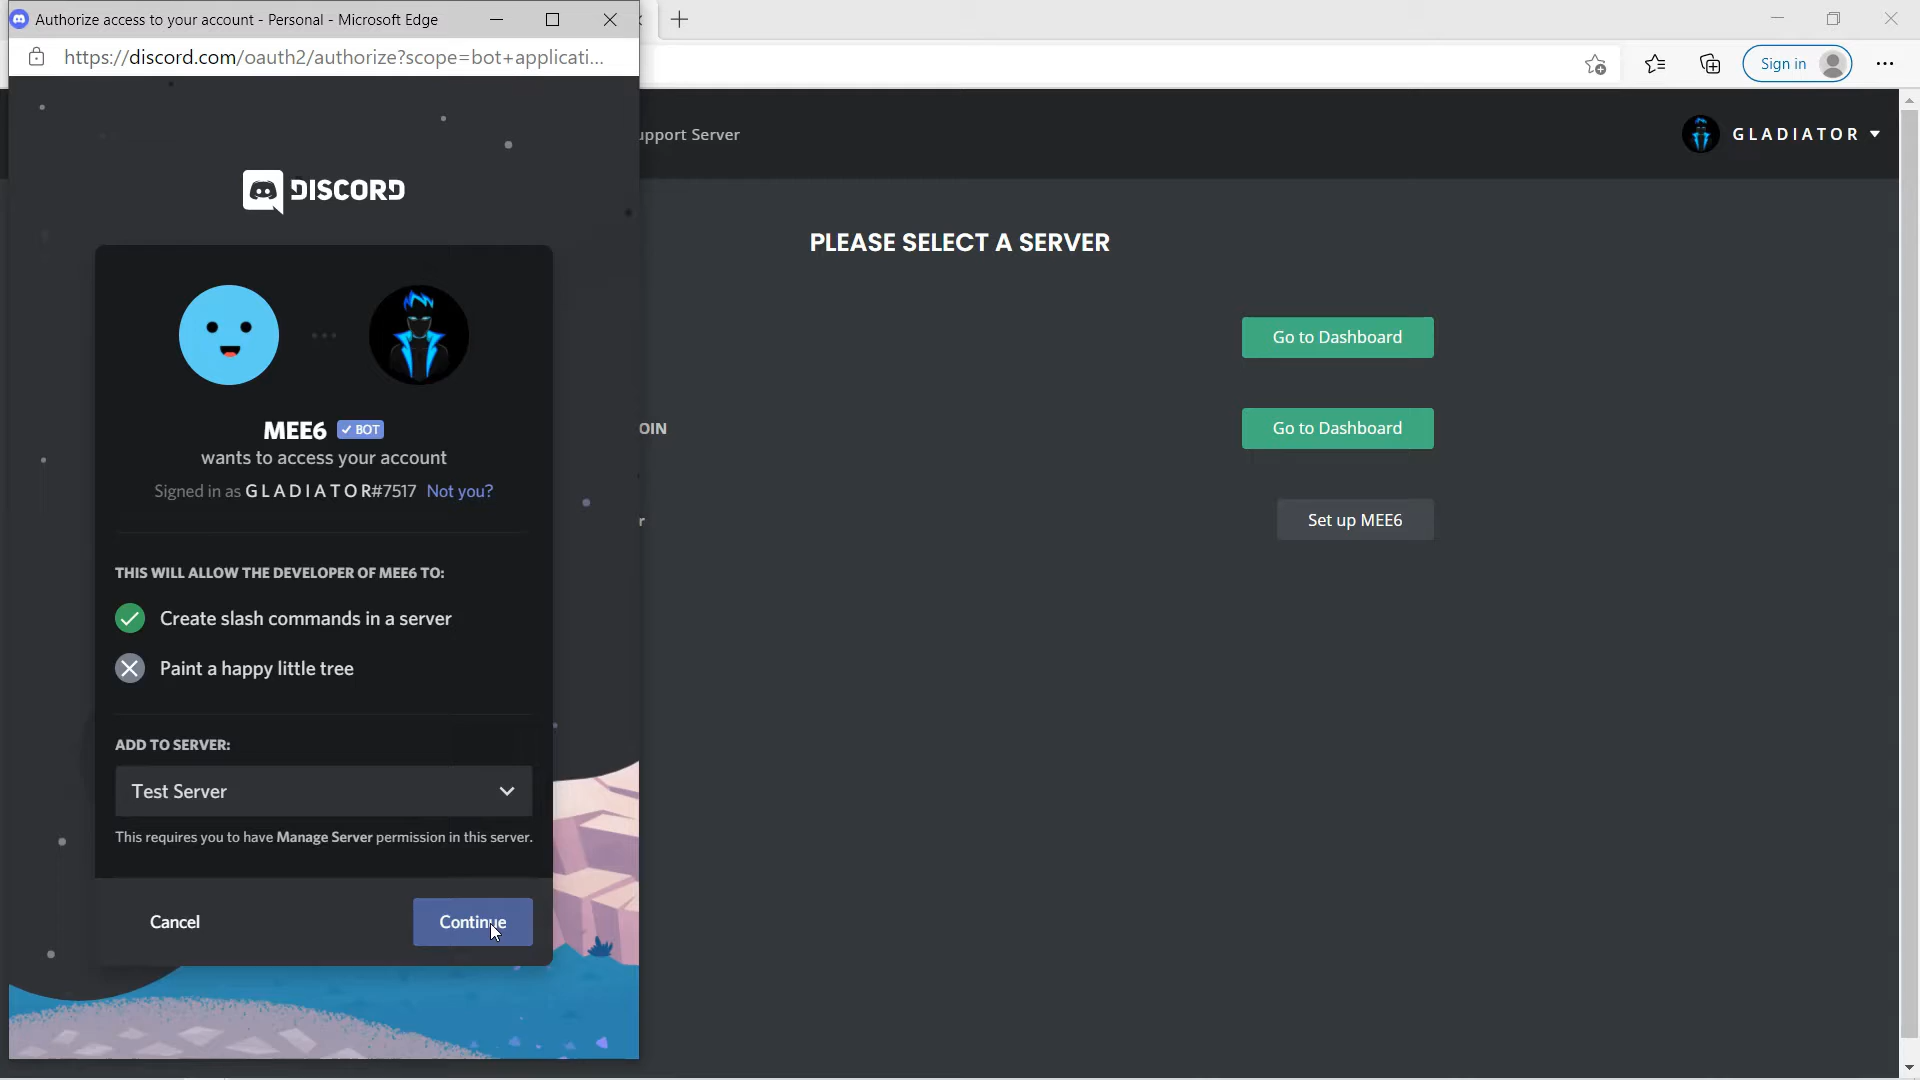 Authorize access to your account - Personal - Microsoft Edge
https://discord.com/oauth2/authorize?scope=bot+applicati...
Sign in
upport Server
GLADIATOR
DISCORD
PLEASE SELECT A SERVER
Go to Dashboard
OIN
Go to Dashboard
r
Set up MEE6
MEE6 BOT
wants to access your account
Signed in as GLADIATOR#7517 Not you?
THIS WILL ALLOW THE DEVELOPER OF MEE6 TO:
Create slash commands in a server
Paint a happy little tree
ADD TO SERVER:
Test Server
This requires you to have Manage Server permission in this server.
Cancel
Continue